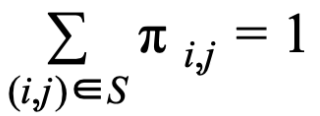 ∑ π i,j = 1
(i,j)∈S